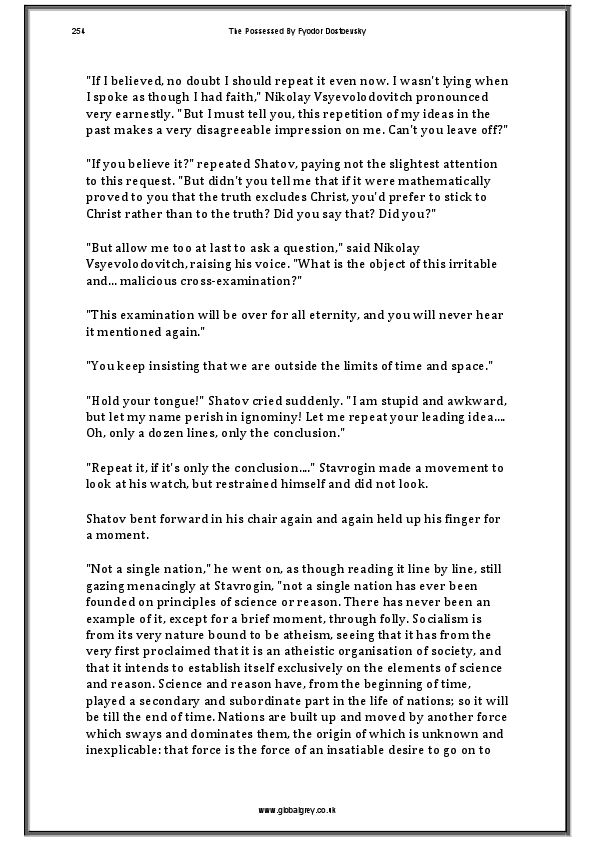 254
The Possessed By Fyodor Dostoevsky
"If I believed, no doubt I should repeat it even now. I wasn't lying when
I spoke as though I had faith," Nikolay Vsyevolodovitch pronounced
very earnestly. "But I must tell you, this repetition of my ideas in the
past makes a very disagreeable impression on me. Can't you leave off?"
"If you believe it?" repeated Shatov, paying not the slightest attention
to this request. "But didn't you tell me that if it were mathematically
proved to you that the truth excludes Christ, you'd prefer to stick to
Christ rather than to the truth? Did you say that? Did you?"
"But allow me too at last to ask a question," said Nikolay
Vsyevolodovitch, raising his voice. "What is the object of this irritable
and... malicious cross-examination?"
"This examination will be over for all eternity, and you will never hear
it mentioned again."
"You keep insisting that we are outside the limits of time and space."
"Hold your tongue!" Shatov cried suddenly. "I am stupid and awkward,
but let my name perish in ignominy! Let me repeat your leading idea....
Oh, only a dozen lines, only the conclusion."
"Repeat it, if it's only the conclusion...." Stavrogin made a movement to
look at his watch, but restrained himself and did not look.
Shatov bent forward in his chair again and again held up his finger for
a moment.
"Not a single nation," he went on, as though reading it line by line, still
gazing menacingly at Stavrogin, "not a single nation has ever been
founded on principles of science or reason. There has never been an
example of it, except for a brief moment, through folly. Socialism is
from its very nature bound to be atheism, seeing that it has from the
very first proclaimed that it is an atheistic organisation of society, and
that it intends to establish itself exclusively on the elements of science
and reason. Science and reason have, from the beginning of time,
played a secondary and subordinate part in the life of nations; so it will
be till the end of time. Nations are built up and moved by another force
which sways and dominates them, the origin of which is unknown and
inexplicable: that force is the force of an insatiable desire to go on to
www.globalgrey.co.uk